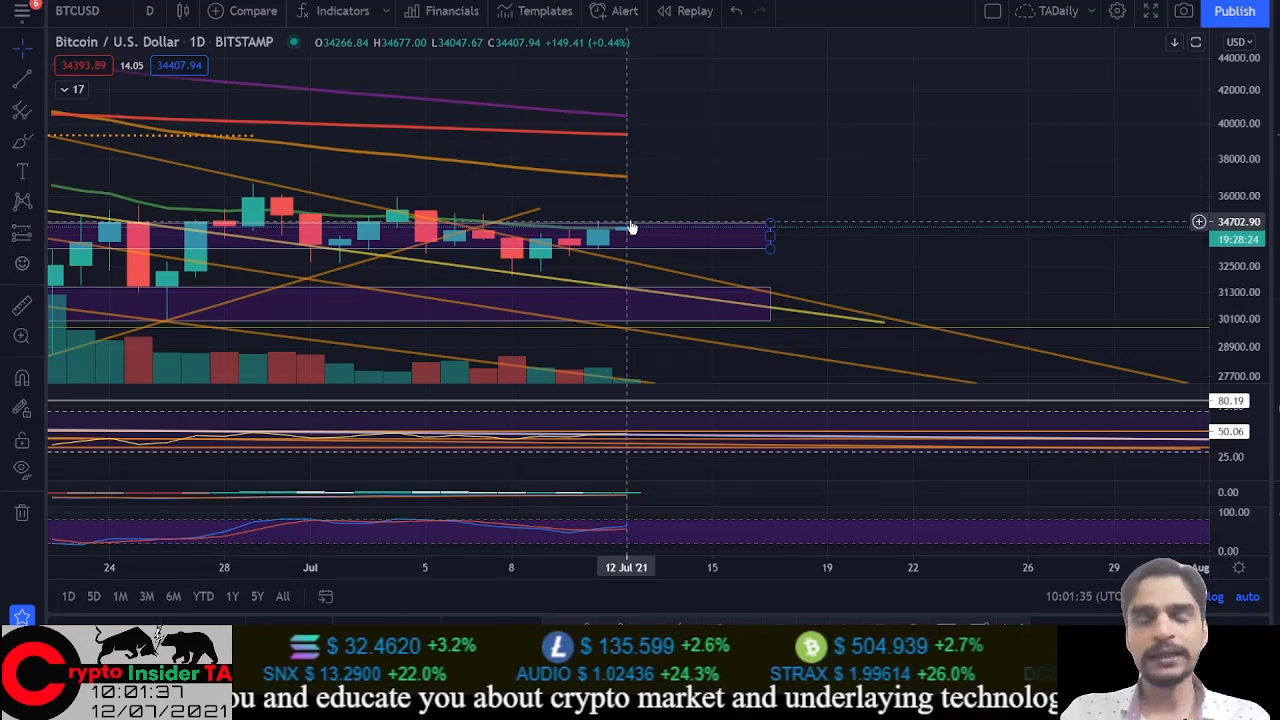 6
BTCUSD D Compare Indicators Financials Templates Alert Replay TADaily Publish
Bitcoin / U.S. Dollar · 1D · BITSTAMP O34266.84 H34677.00 L34047.67 C34407.94 +149.41 (+0.44%) USD
34393.89 14.05 34407.94
17
44000.00
42000.00
40000.00
38000.00
36000.00
34702.90
19:28:24
32500.00
31300.00
30100.00
28900.00
27700.00
80.19
50.06
25.00
0.00
100.00
0.00
24 28 Jul 5 8 12 Jul '21 15 19 22 26 29 Aug
1D 5D 1M 3M 6M YTD 1Y 5Y All 10:01:35 (UTC log auto
$ 32.4620 +3.2% $ 135.599 +2.6% $ 504.939 +2.7%
SNX $ 13.2900 +22.0% AUDIO $ 1.02436 +24.3% STRAX $ 1.99614 +26.0%
Crypto Insider TA
10:01:37
12/07/2021
ou and educate you about crypto market and underlaying technolog